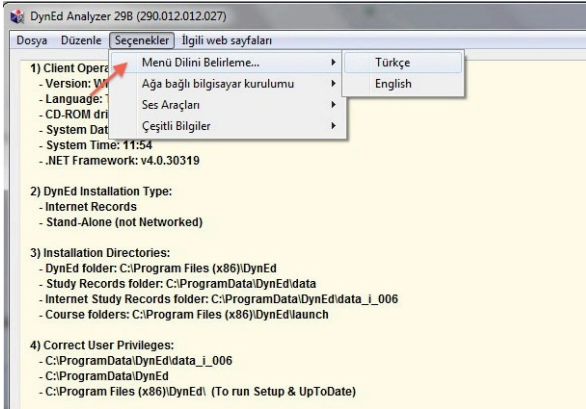 DynEd Analyzer 29B (290.012.012.027)
Dosya Düzenle Seçenekler İlgili web sayfaları
Menü Dilini Belirleme...
Ağa bağlı bilgisayar kurulumu
Ses Araçları
Çeşitli Bilgiler
Türkçe
English
1) Client Opera
- Version: W
- Language:
- CD-ROM dri
- System Dat
- System Time: 11:54
- .NET Framework: v4.0.30319
2) DynEd Installation Type:
- Internet Records
- Stand-Alone (not Networked)
3) Installation Directories:
- DynEd folder: C:\Program Files (x86)\DynEd
- Study Records folder: C:\ProgramData\DynEd\data
- Internet Study Records folder: C:\ProgramData\DynEd\data_i_006
- Course folders: C:\Program Files (x86)\DynEd\launch
4) Correct User Privileges:
- C:\ProgramData\DynEd\data_i_006
- C:\ProgramData\DynEd
- C:\Program Files (x86)\DynEd\ (To run Setup & UpToDate)